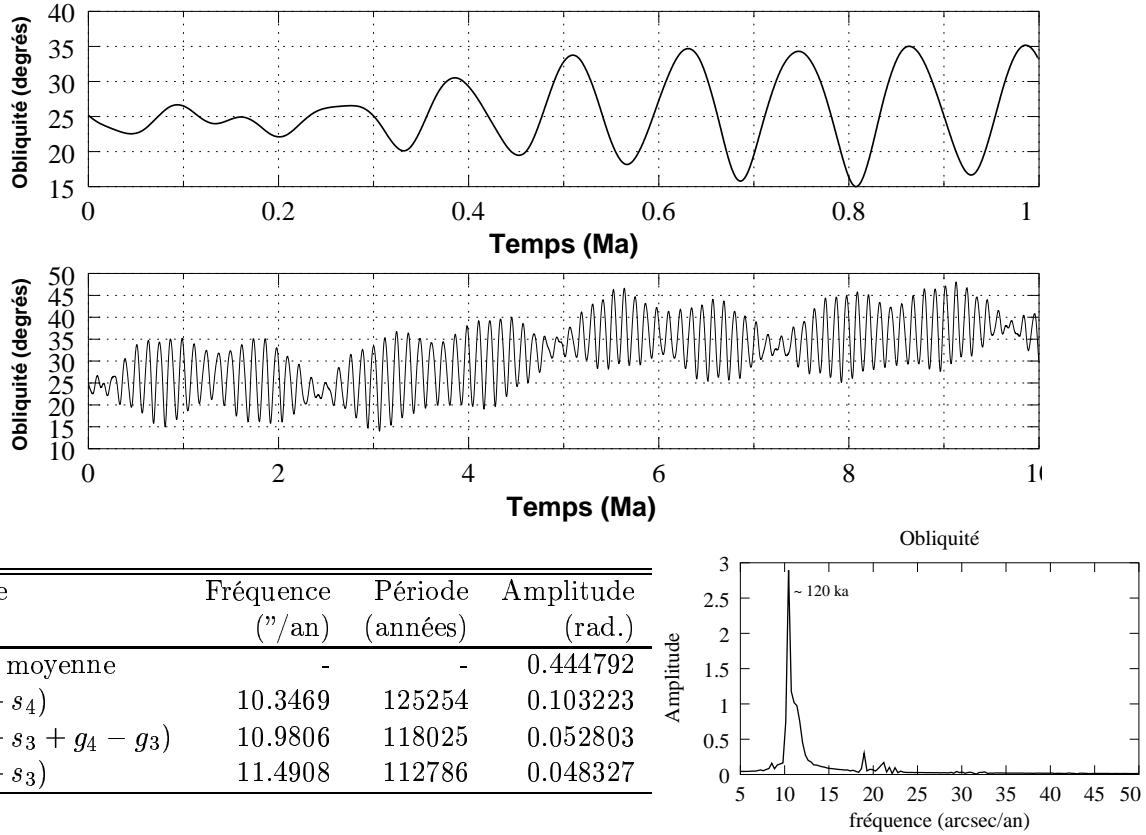 40
35
30
25
20
15
Obliquité (degrés)
0 0.2 0.4 0.6 0.8 1
Temps (Ma)
50
45
40
35
30
25
20
15
10
Obliquité (degrés)
0 2 4 6 8 10
Temps (Ma)
e Fréquence Période Amplitude
("/an) (années) (rad.)
moyenne - - 0.444792
s₄) 10.3469 125254 0.103223
s₃ + g₄ − g₃) 10.9806 118025 0.052803
s₃) 11.4908 112786 0.048327
Obliquité
3
2.5
2
1.5
1
0.5
0
Amplitude
~ 120 ka
5 10 15 20 25 30 35 40 45 50
fréquence (arcsec/an)